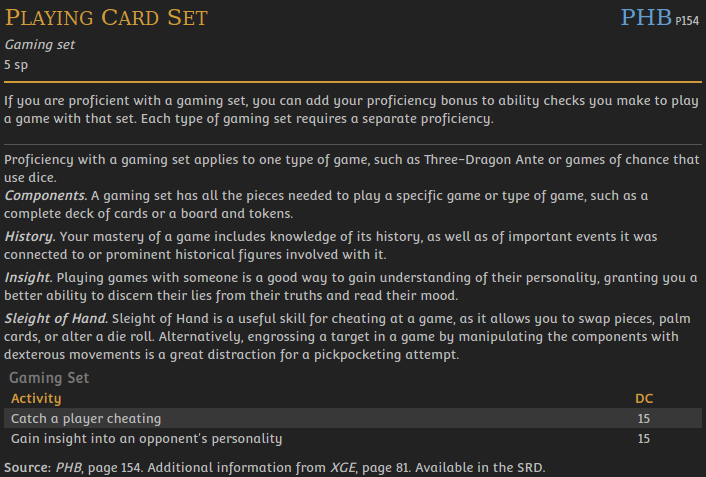 Playing Card Set PHB p154
Gaming set
5 sp
If you are proficient with a gaming set, you can add your proficiency bonus to ability checks you make to play
a game with that set. Each type of gaming set requires a separate proficiency.
Proficiency with a gaming set applies to one type of game, such as Three-Dragon Ante or games of chance that
use dice.
Components. A gaming set has all the pieces needed to play a specific game or type of game, such as a
complete deck of cards or a board and tokens.
History. Your mastery of a game includes knowledge of its history, as well as of important events it was
connected to or prominent historical figures involved with it.
Insight. Playing games with someone is a good way to gain understanding of their personality, granting you a
better ability to discern their lies from their truths and read their mood.
Sleight of Hand. Sleight of Hand is a useful skill for cheating at a game, as it allows you to swap pieces, palm
cards, or alter a die roll. Alternatively, engrossing a target in a game by manipulating the components with
dexterous movements is a great distraction for a pickpocketing attempt.
Gaming Set
Activity DC
Catch a player cheating 15
Gain insight into an opponent's personality 15
Source: PHB, page 154. Additional information from XGE, page 81. Available in the SRD.